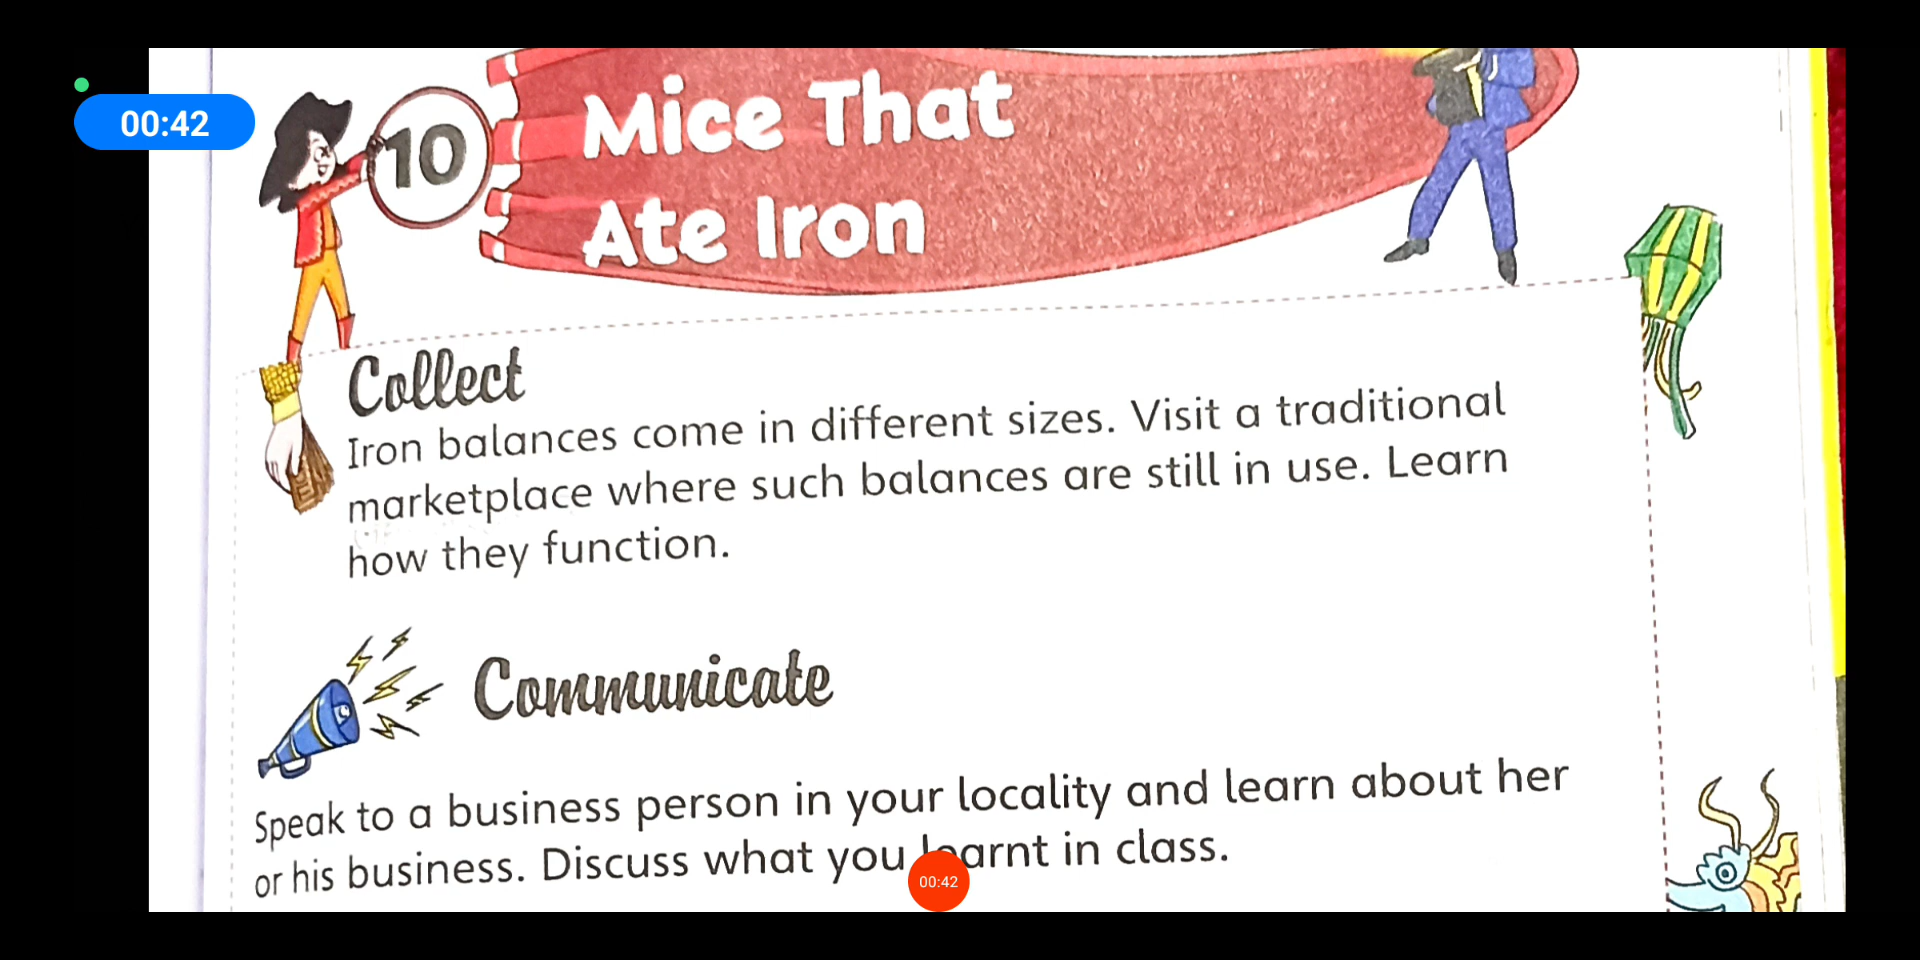 00:42
10
Mice That
Ate Iron
Collect
Iron balances come in different sizes. Visit a traditional
marketplace where such balances are still in use. Learn
how they function.
Communicate
Speak to a business person in your locality and learn about her
or his business. Discuss what you learnt in class.
00:42